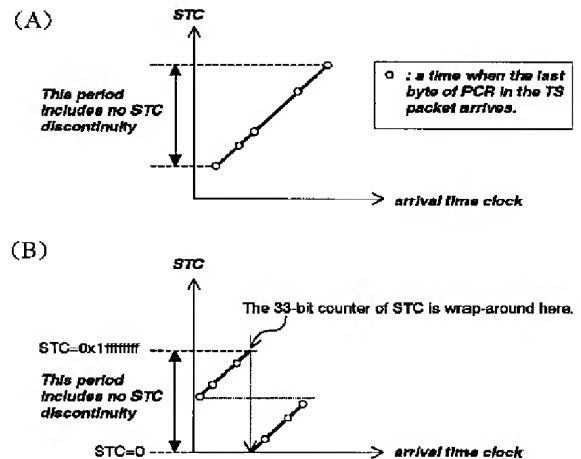 (A)
STC
This period
includes no STC
discontinuity
o : a time when the last
byte of PCR in the TS
packet arrives.
arrival time clock
(B)
STC
The 33-bit counter of STC is wrap-around here.
STC=0x1ffffffff
This period
includes no STC
discontinuity
STC=0
arrival time clock